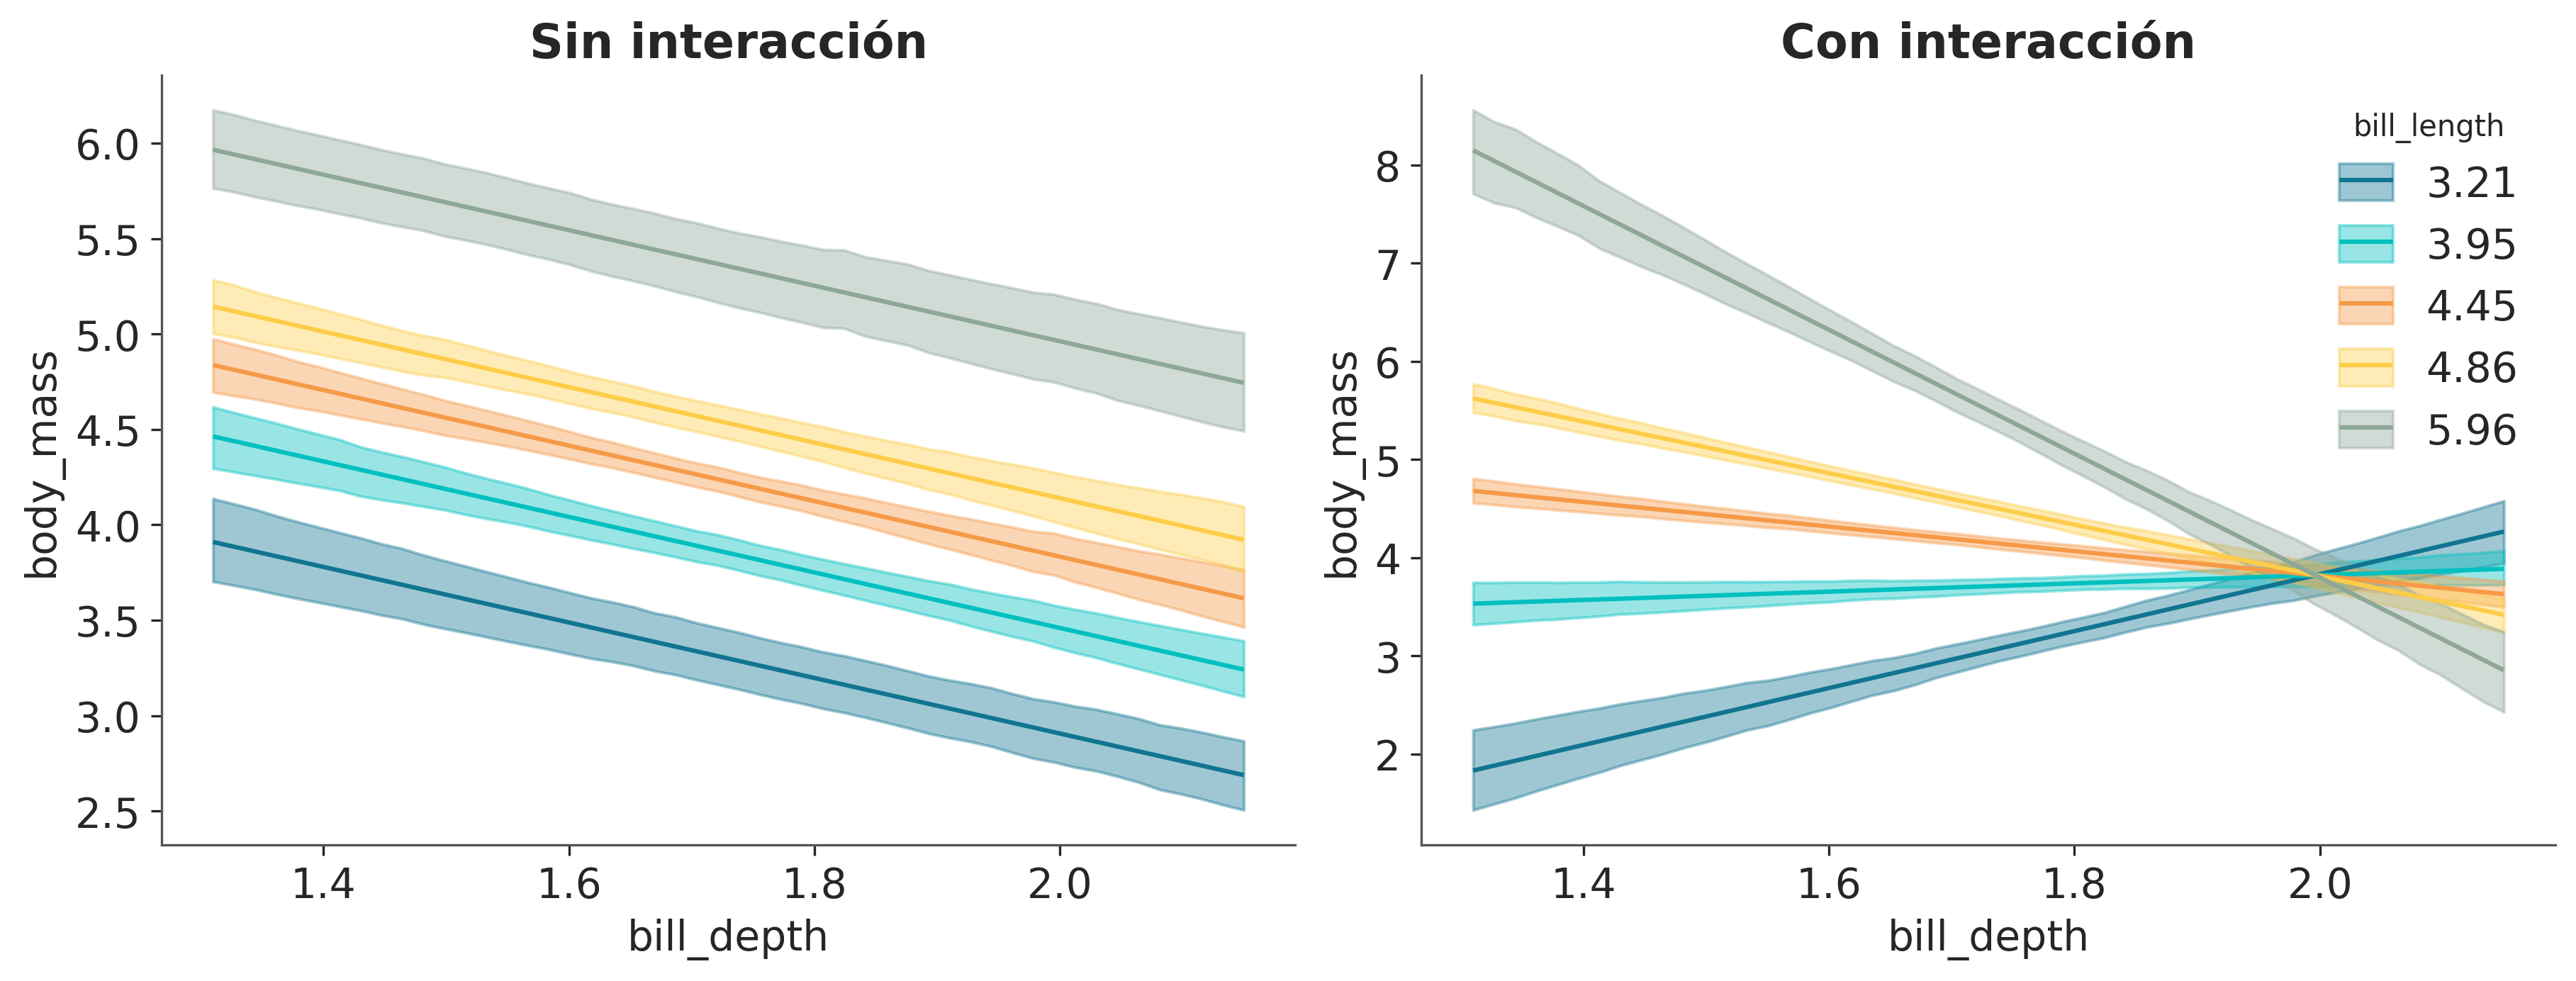 Sin interacción
6.0
5.5
5.0
4.5
4.0
3.5
3.0
2.5
body_mass
1.4 1.6 1.8 2.0
bill_depth
Con interacción
8
7
6
5
4
3
2
body_mass
1.4 1.6 1.8 2.0
bill_depth
bill_length
3.21
3.95
4.45
4.86
5.96